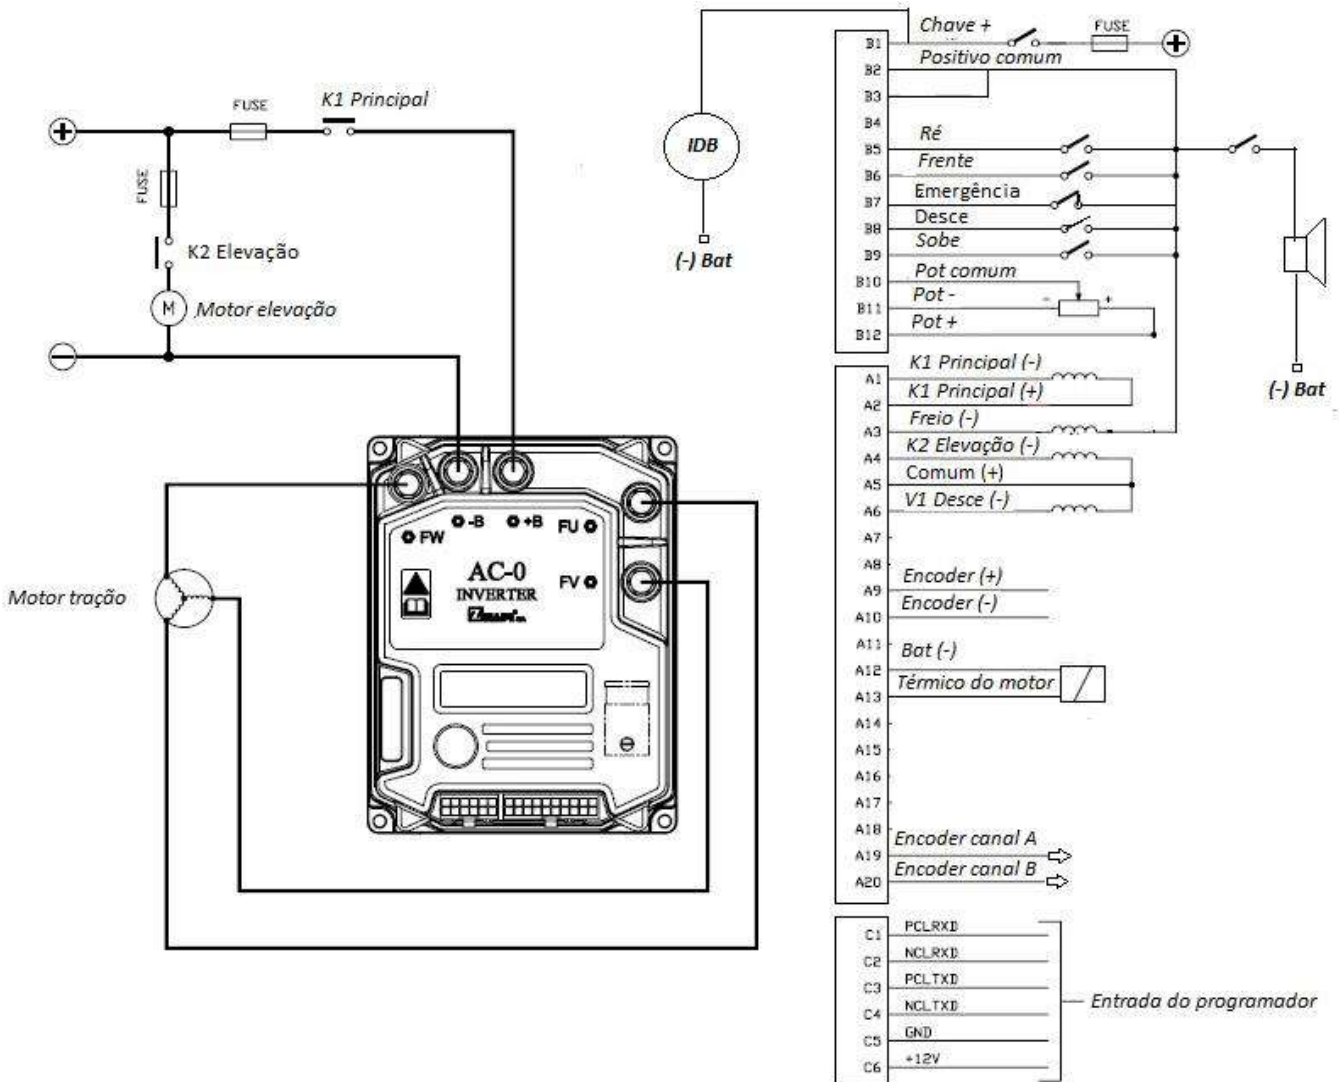 K1 Principal
FUSE
+
FUSE
K2 Elevação
M
Motor elevação
−
Motor tração
FW
-B
+B
FU
FV
AC-0
INVERTER
IDB
(-) Bat
B1 Chave +
FUSE
+
B2 Positivo comum
B3
B4
B5 Ré
B6 Frente
B7 Emergência
B8 Desce
B9 Sobe
B10 Pot comum
B11 Pot -
- +
B12 Pot +
(-) Bat
A1 K1 Principal (-)
A2 K1 Principal (+)
A3 Freio (-)
A4 K2 Elevação (-)
A5 Comum (+)
A6 V1 Desce (-)
A7
A8
A9 Encoder (+)
A10 Encoder (-)
A11
A12 Bat (-)
A13 Térmico do motor
A14
A15
A16
A17
A18
A19 Encoder canal A
A20 Encoder canal B
C1 PCLRXD
C2 NCLRXD
C3 PCLTXD
C4 NCLTXD
C5 GND
C6 +12V
Entrada do programador